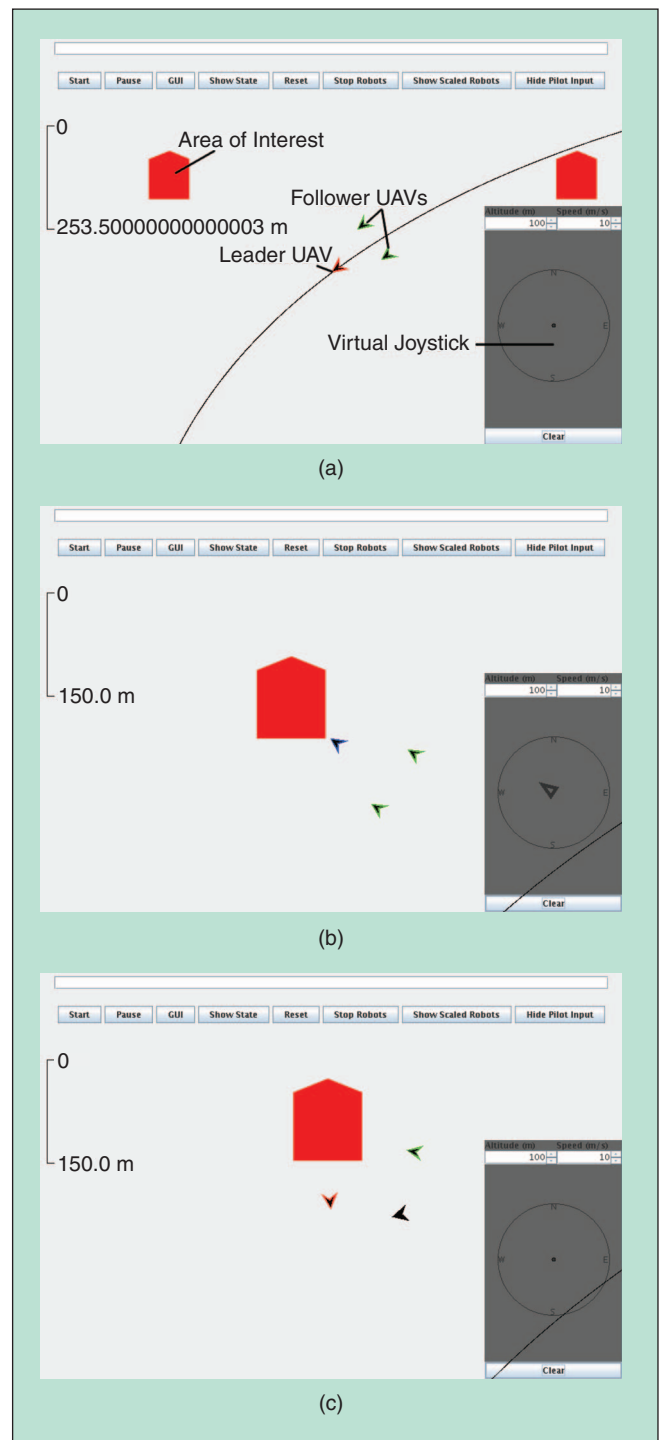 Start Pause GUI Show State Reset Stop Robots Show Scaled Robots Hide Pilot Input
0
Area of Interest
Follower UAVs
253.50000000000003 m
Leader UAV
Altitude (m) Speed (m/s)
100 10
N
W E
Virtual Joystick
S
Clear
(a)
Start Pause GUI Show State Reset Stop Robots Show Scaled Robots Hide Pilot Input
0
150.0 m
Altitude (m) Speed (m/s)
100 10
N
W E
S
Clear
(b)
Start Pause GUI Show State Reset Stop Robots Show Scaled Robots Hide Pilot Input
0
150.0 m
Altitude (m) Speed (m/s)
100 10
N
W E
S
Clear
(c)